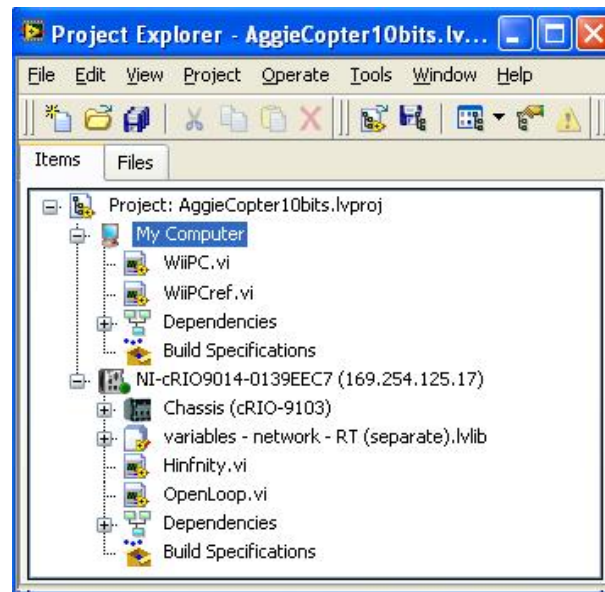 Project Explorer - AggieCopter10bits.lv...
File Edit View Project Operate Tools Window Help
Items Files
Project: AggieCopter10bits.lvproj
My Computer
WiiPC.vi
WiiPCref.vi
Dependencies
Build Specifications
NI-cRIO9014-0139EEC7 (169.254.125.17)
Chassis (cRIO-9103)
variables - network - RT (separate).lvlib
Hinfnity.vi
OpenLoop.vi
Dependencies
Build Specifications